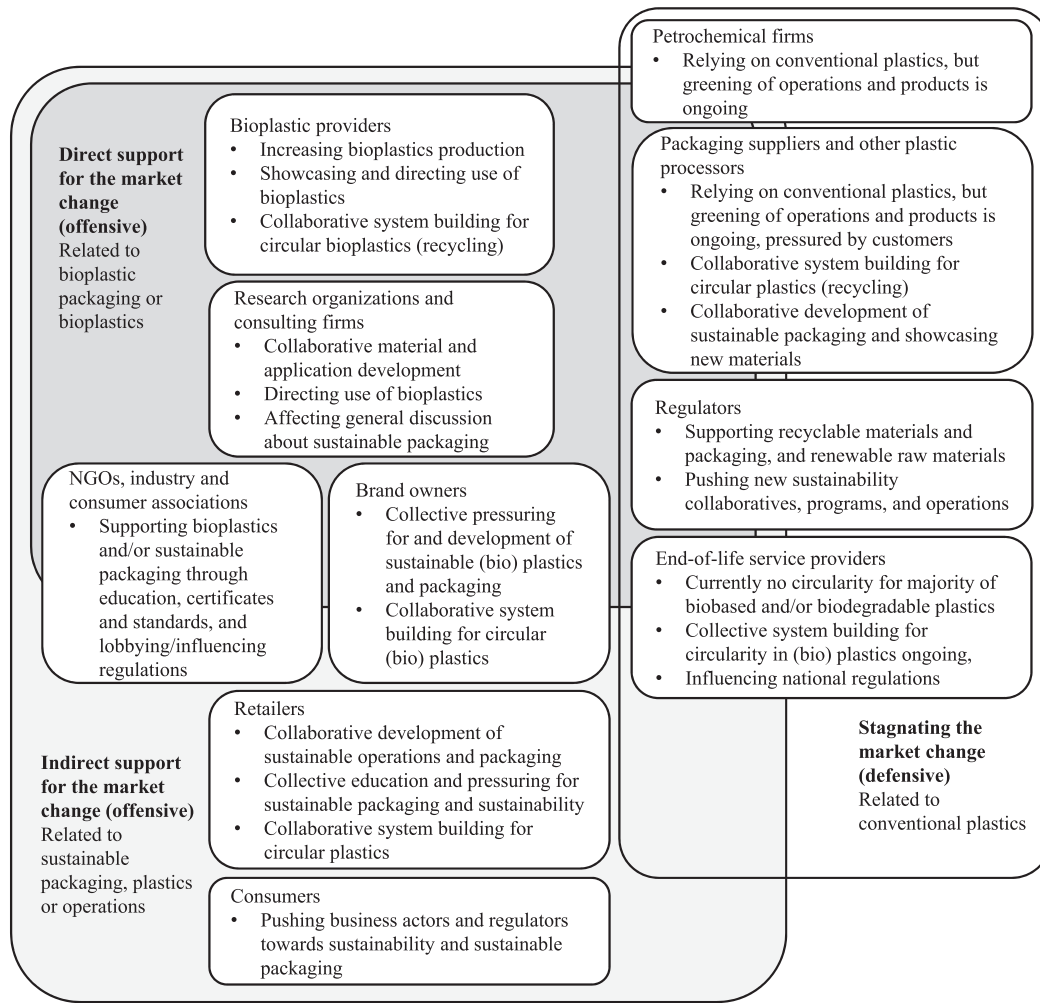 Petrochemical firms
• Relying on conventional plastics, but
greening of operations and products is
ongoing
Direct support
for the market
change
(offensive)
Related to
bioplastic
packaging or
bioplastics
Bioplastic providers
• Increasing bioplastics production
• Showcasing and directing use of
bioplastics
• Collaborative system building for
circular bioplastics (recycling)
Packaging suppliers and other plastic
processors
• Relying on conventional plastics, but
greening of operations and products is
ongoing, pressured by customers
• Collaborative system building for
circular plastics (recycling)
• Collaborative development of
sustainable packaging and showcasing
new materials
Research organizations and
consulting firms
• Collaborative material and
application development
• Directing use of bioplastics
• Affecting general discussion
about sustainable packaging
Regulators
• Supporting recyclable materials and
packaging, and renewable raw materials
• Pushing new sustainability
collaboratives, programs, and operations
NGOs, industry and
consumer associations
• Supporting bioplastics
and/or sustainable
packaging through
education, certificates
and standards, and
lobbying/influencing
regulations
Brand owners
• Collective pressuring
for and development of
sustainable (bio) plastics
and packaging
• Collaborative system
building for circular
(bio) plastics
End-of-life service providers
• Currently no circularity for majority of
biobased and/or biodegradable plastics
• Collective system building for
circularity in (bio) plastics ongoing,
• Influencing national regulations
Indirect support
for the market
change (offensive)
Related to
sustainable
packaging, plastics
or operations
Retailers
• Collaborative development of
sustainable operations and packaging
• Collective education and pressuring for
sustainable packaging and sustainability
• Collaborative system building for
circular plastics
Stagnating the
market change
(defensive)
Related to
conventional plastics
Consumers
• Pushing business actors and regulators
towards sustainability and sustainable
packaging